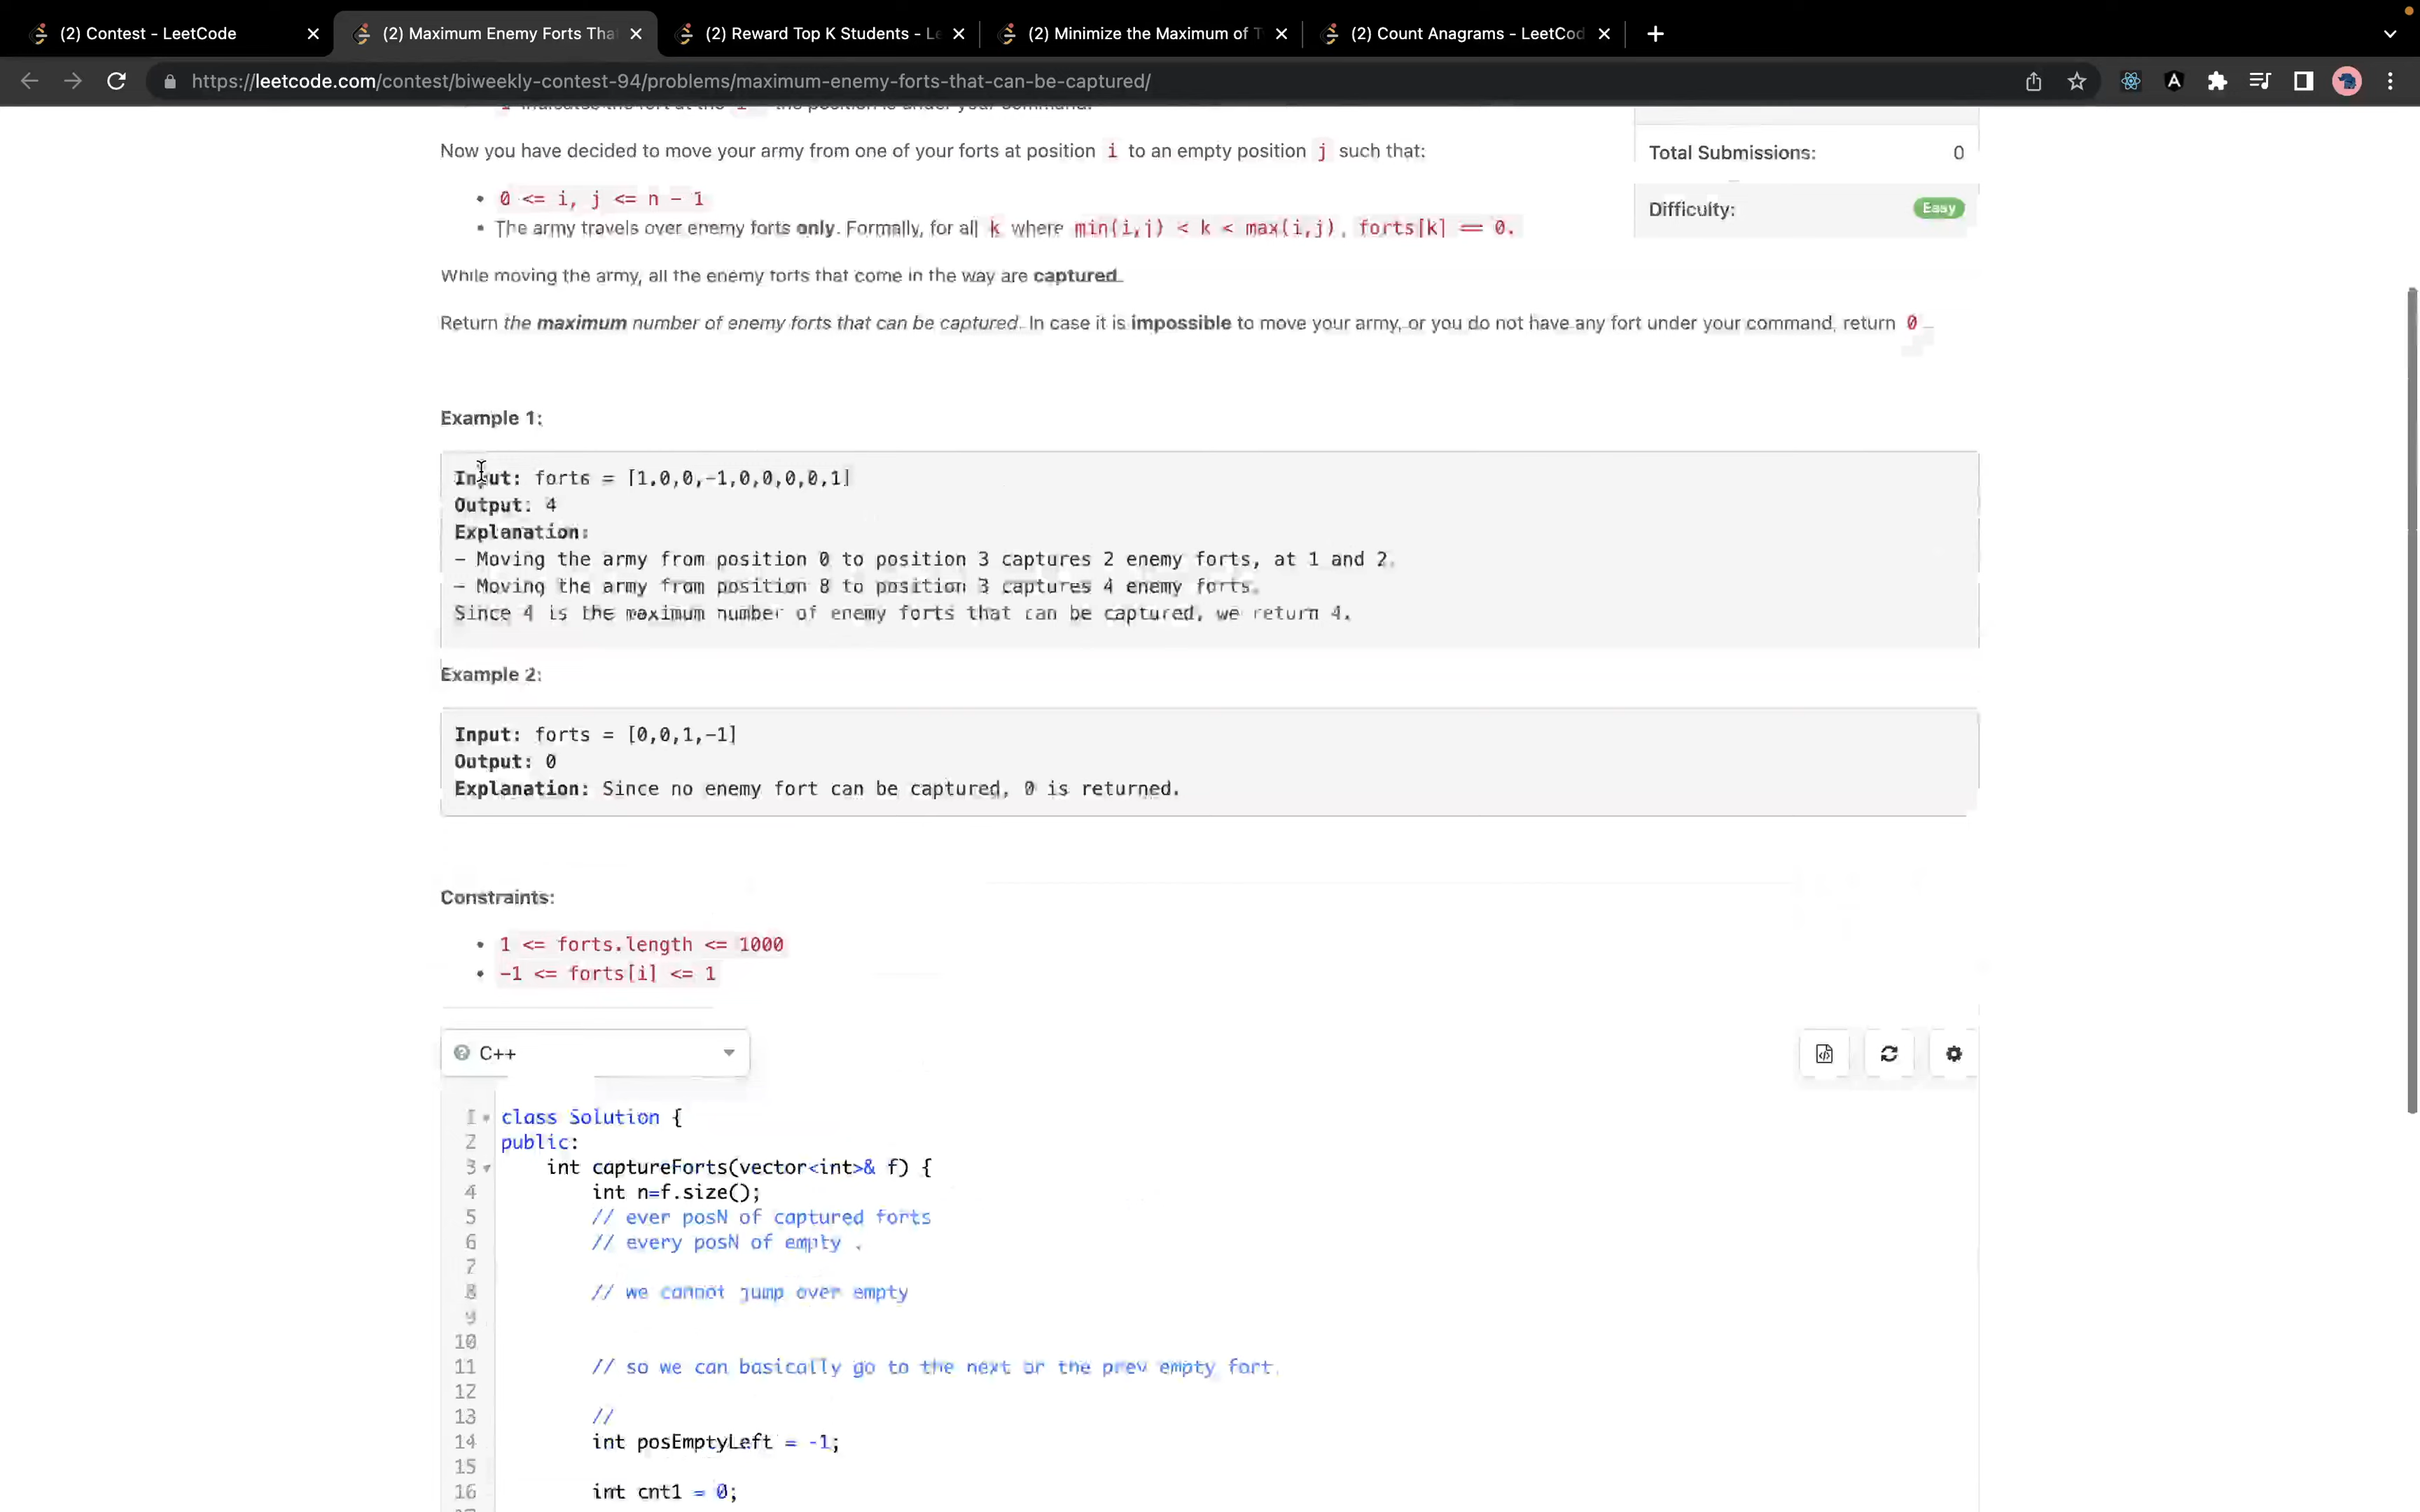 (2) Contest - LeetCode
(2) Maximum Enemy Forts Tha
(2) Reward Top K Students - Le
(2) Minimize the Maximum of T
(2) Count Anagrams - LeetCod
https://leetcode.com/contest/biweekly-contest-94/problems/maximum-enemy-forts-that-can-be-captured/
Now you have decided to move your army from one of your forts at position i to an empty position j such that:
Total Submissions: 0
• 0 <= i, j <= n - 1
Difficulty: Easy
• The army travels over enemy forts only. Formally, for all k where min(i,j) < k < max(i,j), forts[k] == 0.
While moving the army, all the enemy forts that come in the way are captured.
Return the maximum number of enemy forts that can be captured. In case it is impossible to move your army, or you do not have any fort under your command, return 0
Example 1:
Input: forts = [1,0,0,-1,0,0,0,0,1]
Output: 4
Explanation:
- Moving the army from position 0 to position 3 captures 2 enemy forts, at 1 and 2.
- Moving the army from position 8 to position 3 captures 4 enemy forts.
Since 4 is the maximum number of enemy forts that can be captured, we return 4.
Example 2:
Input: forts = [0,0,1,-1]
Output: 0
Explanation: Since no enemy fort can be captured, 0 is returned.
Constraints:
• 1 <= forts.length <= 1000
• -1 <= forts[i] <= 1
C++
1 class Solution {
2 public:
3 int captureForts(vector<int>& f) {
4 int n=f.size();
5 // ever posN of captured forts
6 // every posN of empty .
7
8 // we cannot jump over empty
9
10
11 // so we can basically go to the next or the prev empty fort.
12
13 //
14 int posEmptyLeft = -1;
15
16 int cnt1 = 0;